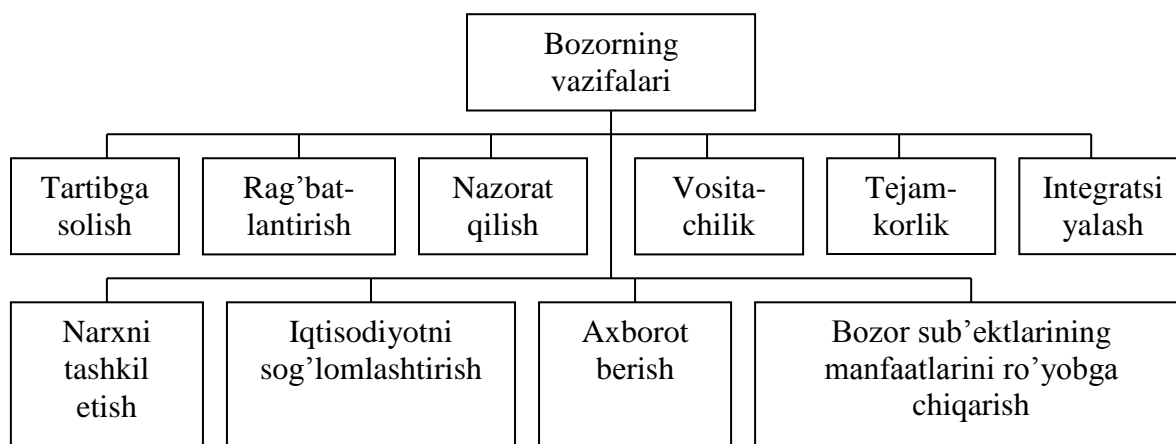 Bozorning
vazifalari
Tartibga
solish
Rag’bat-
lantirish
Nazorat
qilish
Vosita-
chilik
Tejam-
korlik
Integratsi
yalash
Narxni
tashkil
etish
Iqtisodiyotni
sog’lomlashtirish
Axborot
berish
Bozor sub’ektlarining
manfaatlarini ro’yobga
chiqarish